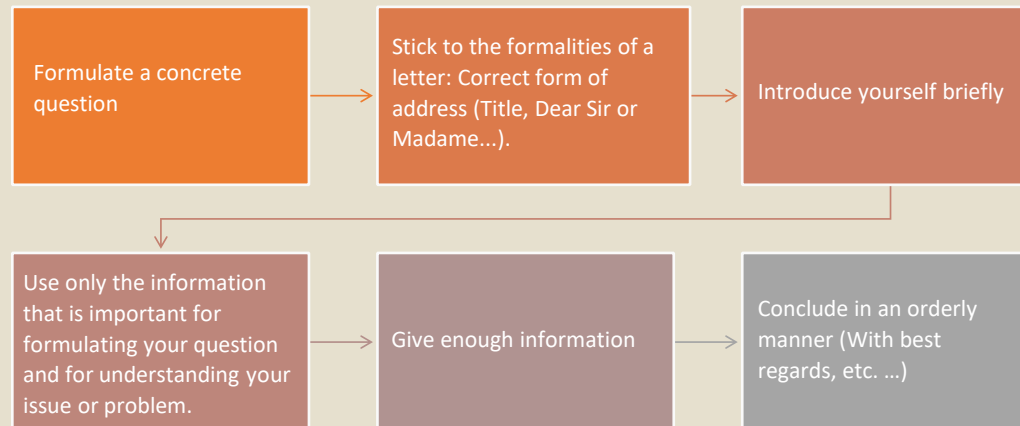 Formulate a concrete
question
Stick to the formalities of a
letter: Correct form of
address (Title, Dear Sir or
Madame...).
Introduce yourself briefly
Use only the information
that is important for
formulating your question
and for understanding your
issue or problem.
Give enough information
Conclude in an orderly
manner (With best
regards, etc. …)